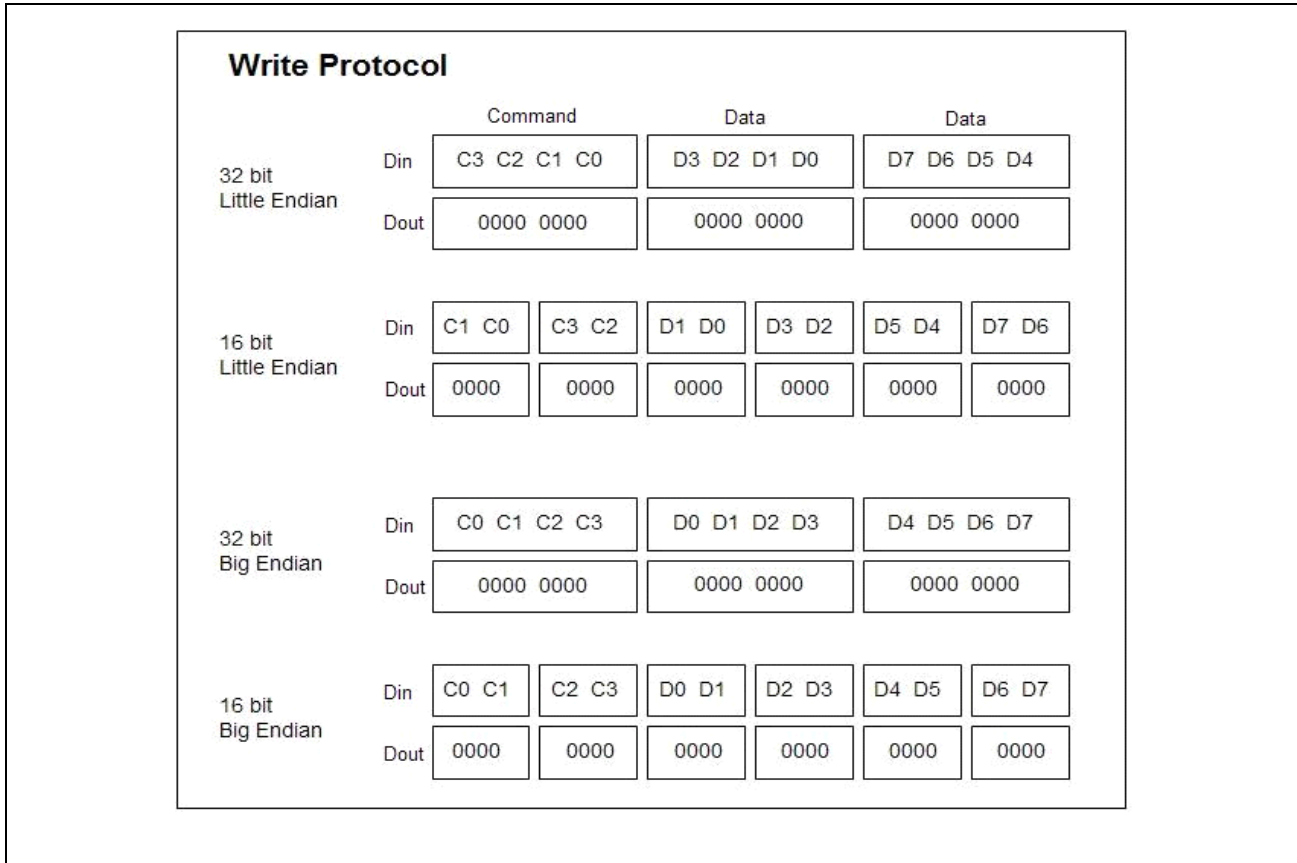 Write Protocol
Command Data Data
32 bit
Little Endian
Din C3 C2 C1 C0 D3 D2 D1 D0 D7 D6 D5 D4
Dout 0000 0000 0000 0000 0000 0000
16 bit
Little Endian
Din C1 C0 C3 C2 D1 D0 D3 D2 D5 D4 D7 D6
Dout 0000 0000 0000 0000 0000 0000
32 bit
Big Endian
Din C0 C1 C2 C3 D0 D1 D2 D3 D4 D5 D6 D7
Dout 0000 0000 0000 0000 0000 0000
16 bit
Big Endian
Din C0 C1 C2 C3 D0 D1 D2 D3 D4 D5 D6 D7
Dout 0000 0000 0000 0000 0000 0000